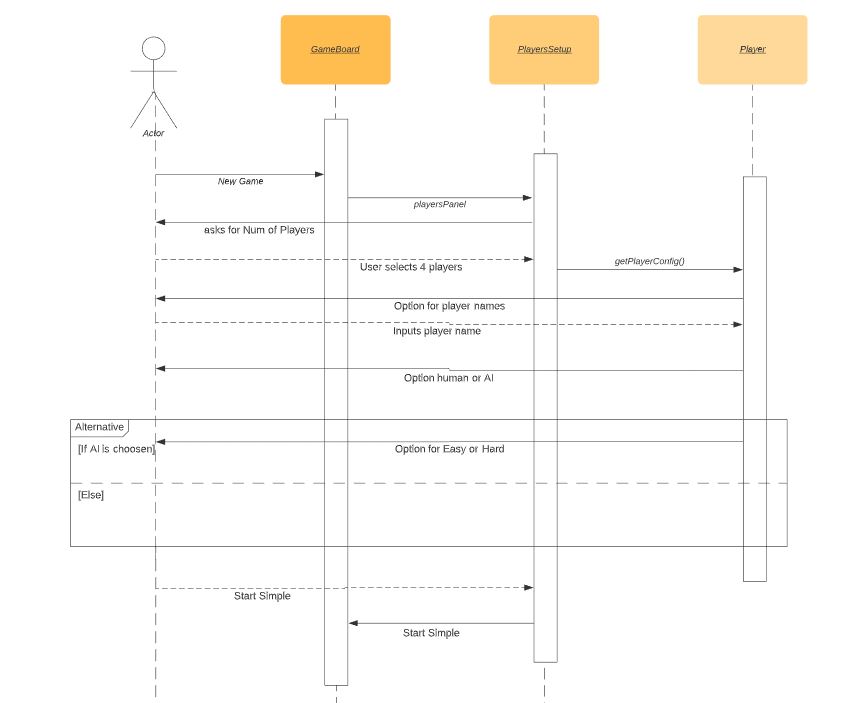 GameBoard
PlayersSetup
Player
Actor
New Game
playersPanel
asks for Num of Players
User selects 4 players
getPlayerConfig()
Option for player names
Inputs player name
Option human or AI
Alternative
[If AI is choosen]
Option for Easy or Hard
[Else]
Start Simple
Start Simple